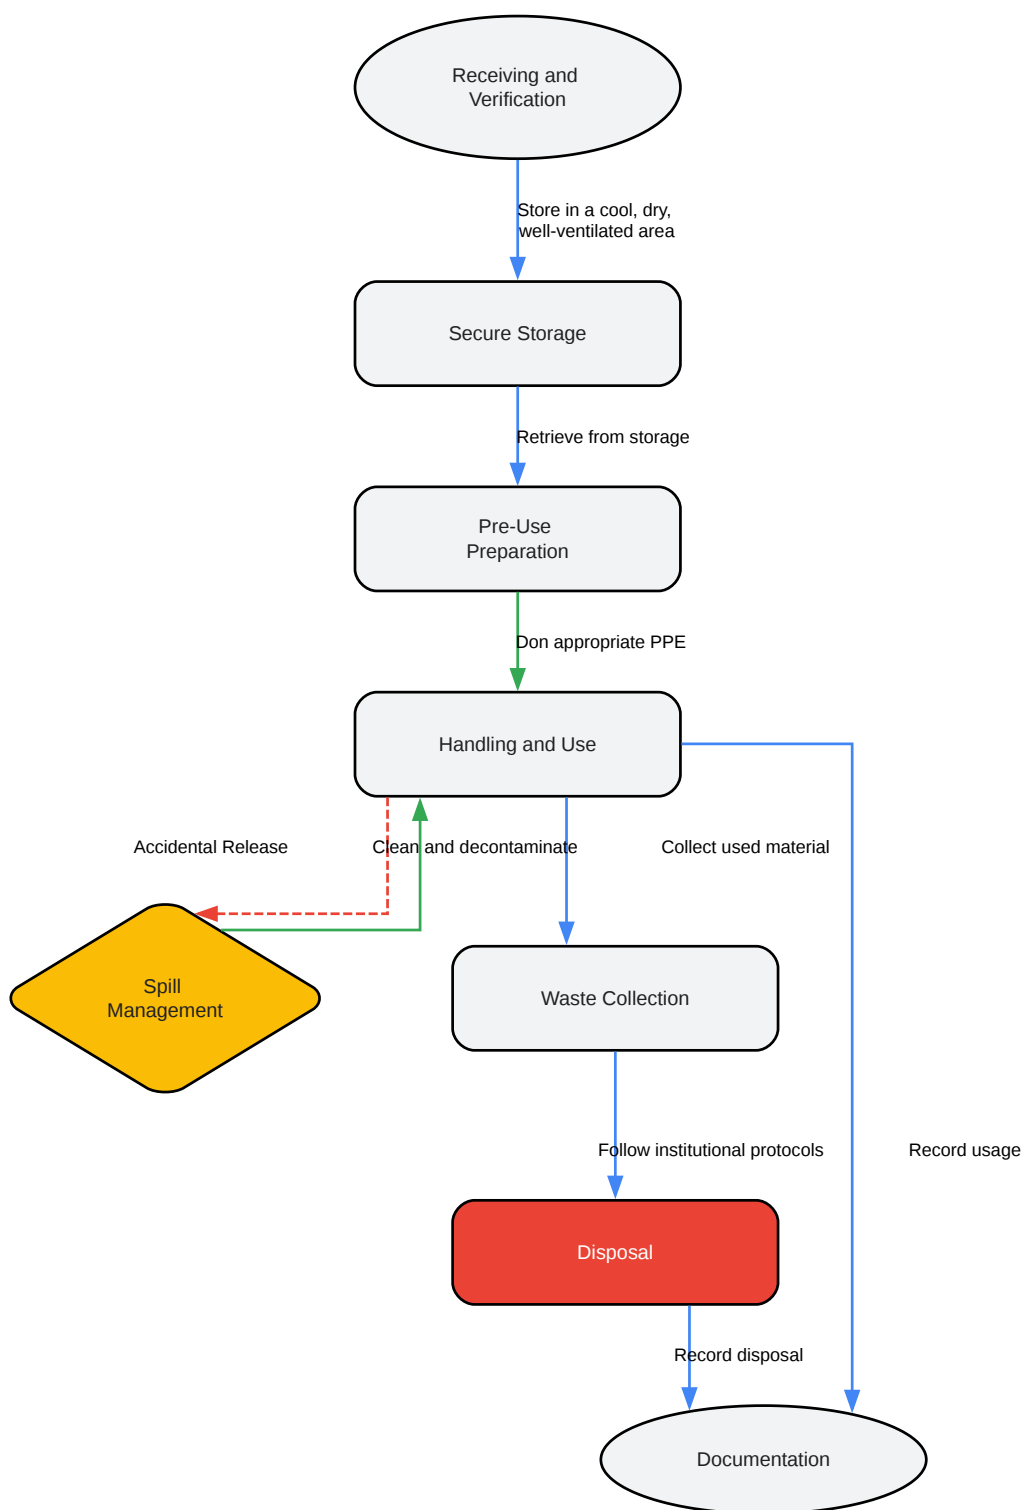 Receiving and
Verification
Store in a cool, dry,
well-ventilated area
Secure Storage
Retrieve from storage
Pre-Use
Preparation
Don appropriate PPE
Handling and Use
Accidental Release
Clean and decontaminate
Collect used material
Spill
Management
Waste Collection
Follow institutional protocols
Record usage
Disposal
Record disposal
Documentation